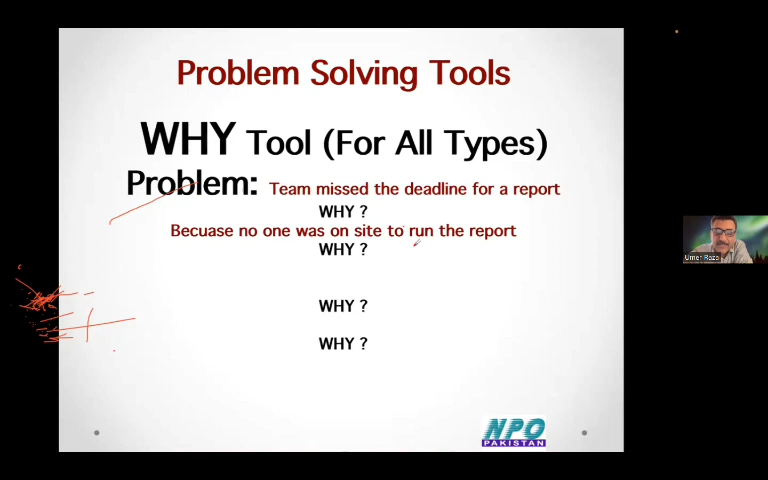 Problem Solving Tools
WHY Tool (For All Types)
Problem: Team missed the deadline for a report
WHY ?
Becuase no one was on site to run the report
WHY ?
WHY ?
WHY ?
NPO
PAKISTAN
Umer Raza